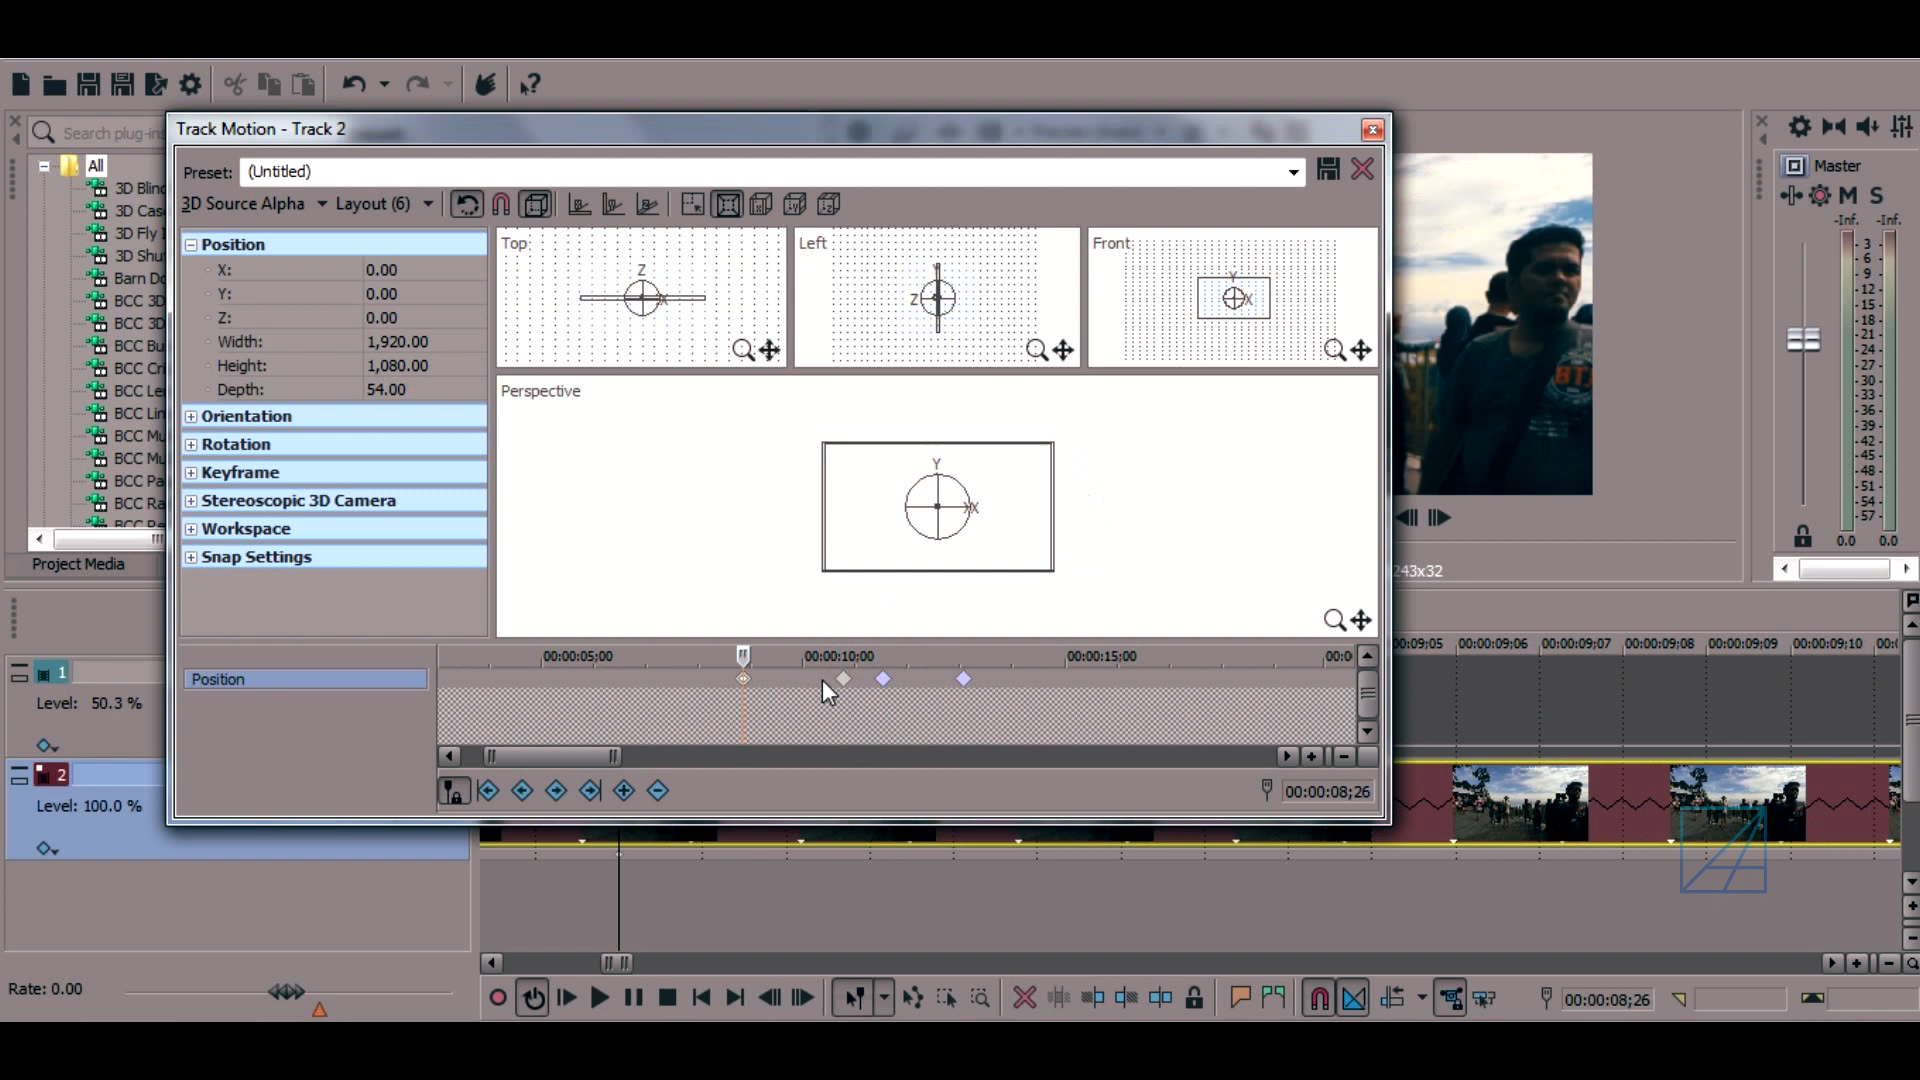 Search plug-ins
Track Motion - Track 2
Preset: (Untitled)
3D Source Alpha Layout (6)
All
3D Blind
3D Cas
3D Fly I
3D Shu
Barn Do
BCC 3D
BCC 3D
BCC Bu
BCC Cri
BCC Le
BCC Lin
BCC Mu
BCC Mu
BCC Pa
BCC Ra
BCC Re
Project Media
Position
X: 0.00
Y: 0.00
Z: 0.00
Width: 1,920.00
Height: 1,080.00
Depth: 54.00
Orientation
Rotation
Keyframe
Stereoscopic 3D Camera
Workspace
Snap Settings
Top:
Z
X
Left
Y
Z
Front:
Y
X
Perspective
Y
X
Master
M S
-Inf. -Inf.
3
6
9
12
15
18
21
24
27
30
33
36
39
42
45
48
51
54
57
0.0 0.0
243x32
00:00:05;00 00:00:10;00 00:00:15;00 00:0
Position
00:00:08;26
00:09;05 00:00:09;06 00:00:09;07 00:00:09;08 00:00:09;09 00:00:09;10 00:0
1
Level: 50.3 %
2
Level: 100.0 %
Rate: 0.00
00:00:08;26